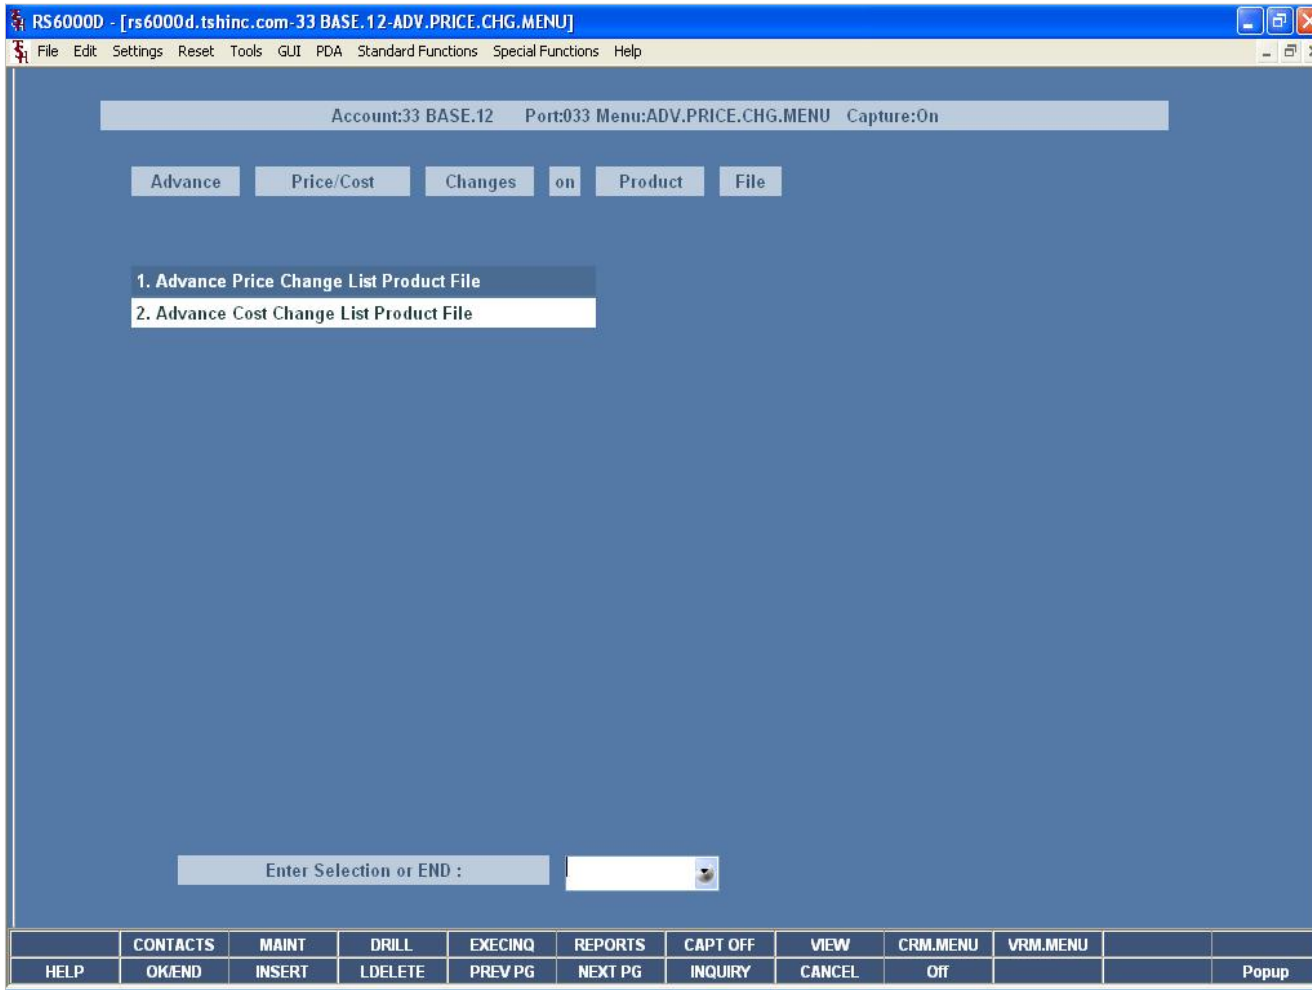 RS6000D - [rs6000d.tshinc.com-33 BASE.12-ADV.PRICE.CHG.MENU]
File Edit Settings Reset Tools GUI PDA Standard Functions Special Functions Help
Account:33 BASE.12 Port:033 Menu:ADV.PRICE.CHG.MENU Capture:On
Advance Price/Cost Changes on Product File
1. Advance Price Change List Product File
2. Advance Cost Change List Product File
Enter Selection or END :
CONTACTS MAINT DRILL EXECINQ REPORTS CAPT OFF VIEW CRM.MENU VRM.MENU
HELP OK/END INSERT LDELETE PREV PG NEXT PG INQUIRY CANCEL Off Popup